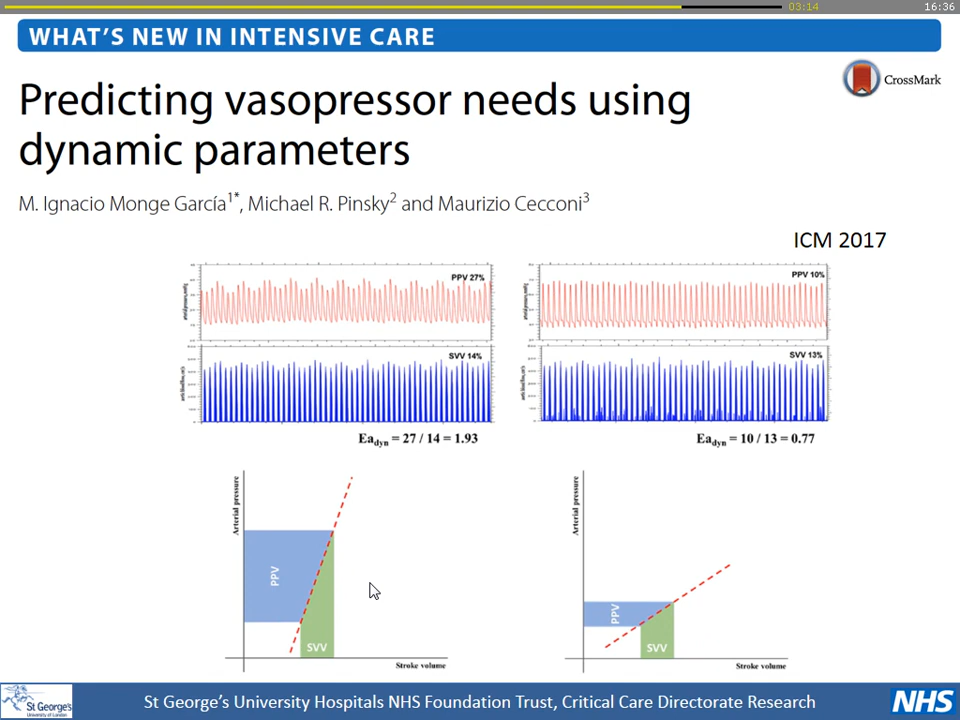 03:14
16:36
WHAT'S NEW IN INTENSIVE CARE
CrossMark
Predicting vasopressor needs using
dynamic parameters
M. Ignacio Monge García1*, Michael R. Pinsky2 and Maurizio Cecconi3
ICM 2017
PPV 27%
SVV 14%
Eadyn = 27 / 14 = 1.93
PPV 10%
SVV 13%
Eadyn = 10 / 13 = 0.77
Arterial pressure
PPV
SVV
Stroke volume
Arterial pressure
PPV
SVV
Stroke volume
St George's
University of London
St George's University Hospitals NHS Foundation Trust, Critical Care Directorate Research
NHS